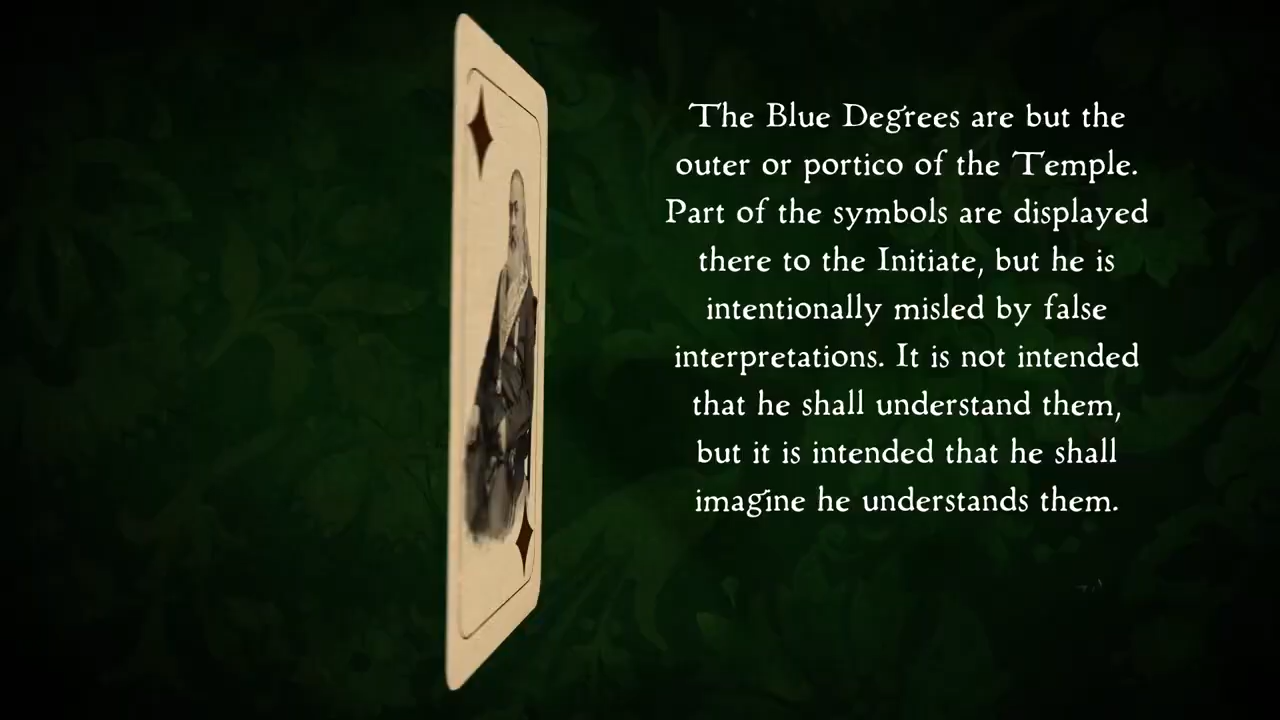 The Blue Degrees are but the
outer or portico of the Temple.
Part of the symbols are displayed
there to the Initiate, but he is
intentionally misled by false
interpretations. It is not intended
that he shall understand them,
but it is intended that he shall
imagine he understands them.